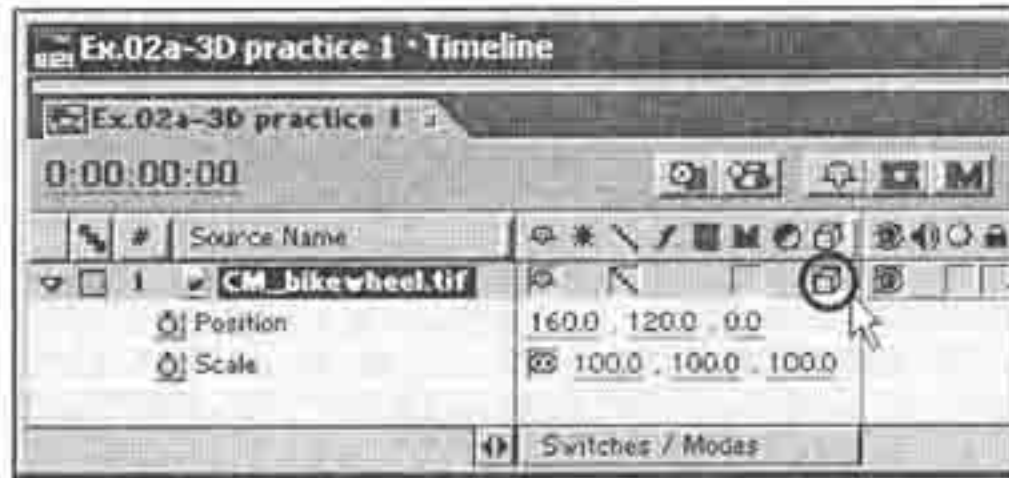 Ex.02a-3D practice 1 • Timeline
Ex.02a-3D practice 1
0:00:00:00
# Source Name
1 CM_bikewheel.tif
Position 160.0 , 120.0 , 0.0
Scale 100.0 , 100.0 , 100.0
Switches / Modes